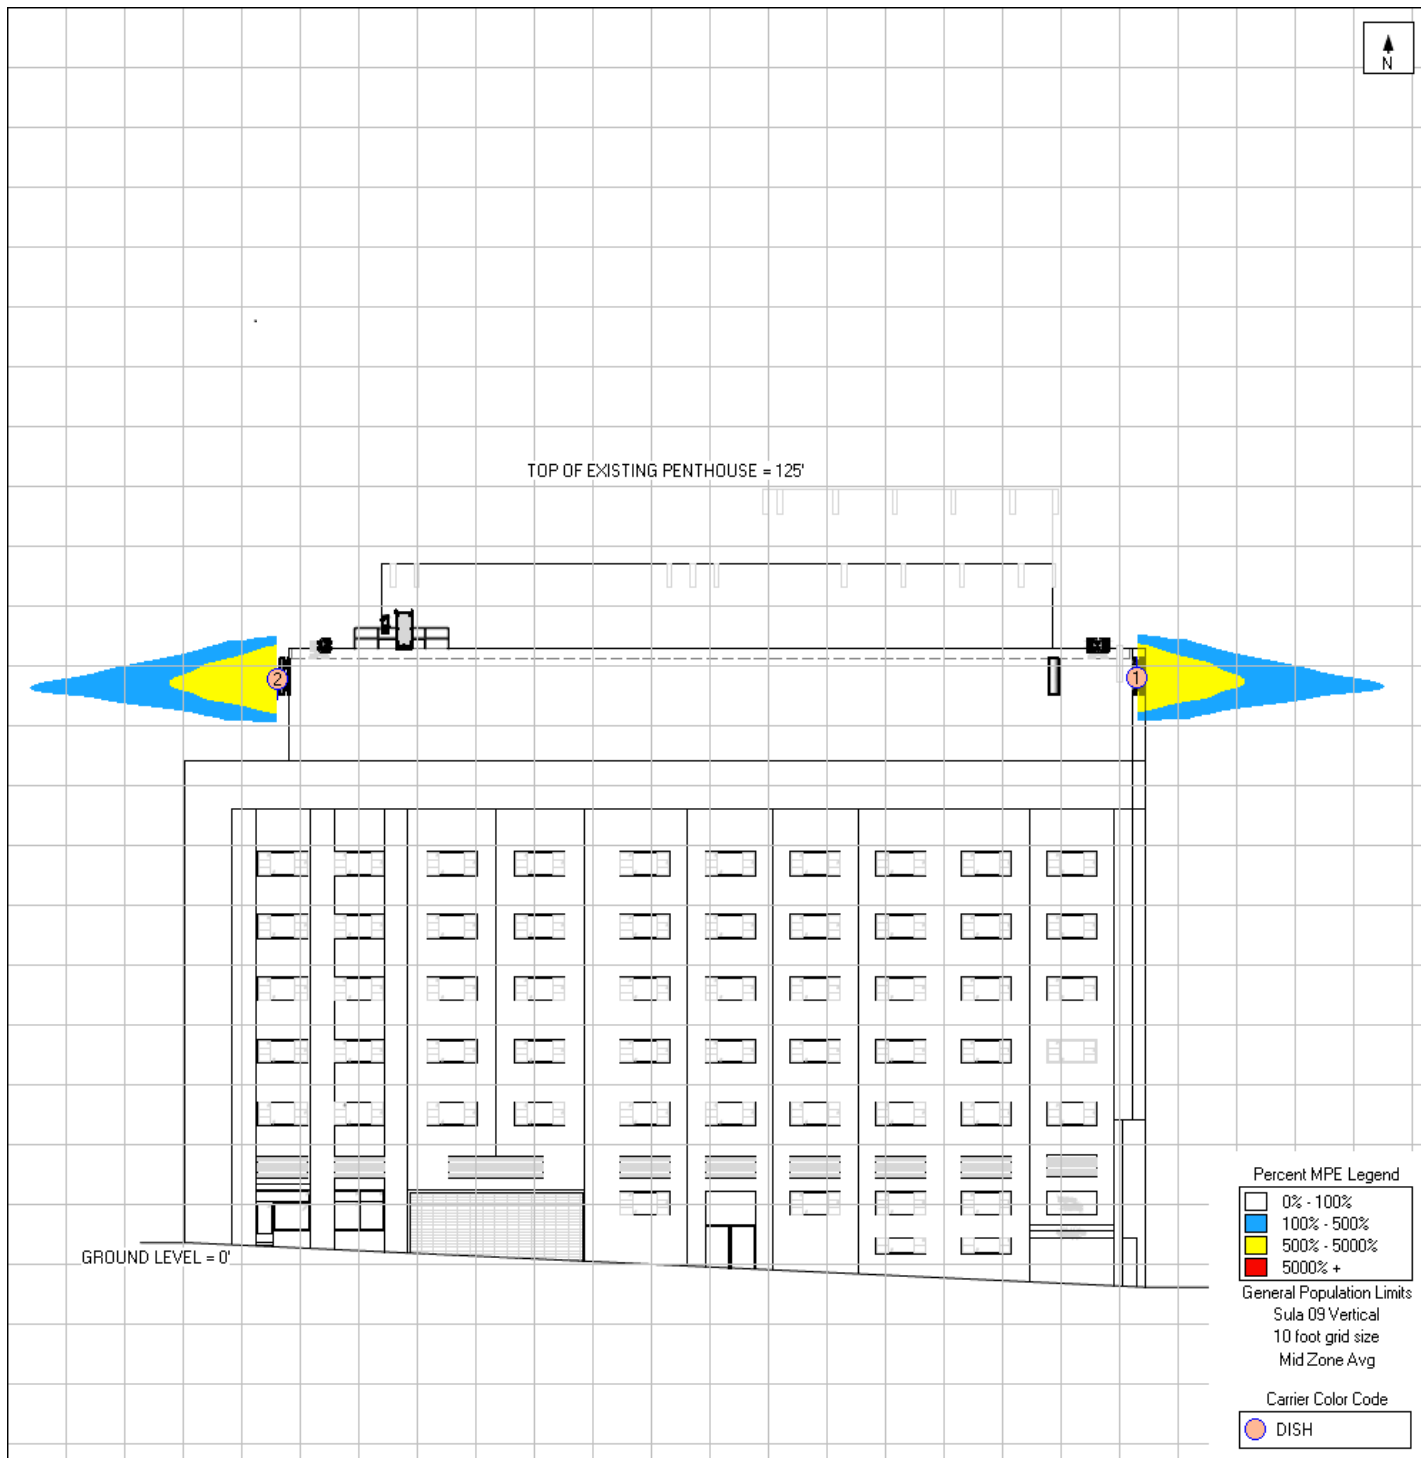 N
TOP OF EXISTING PENTHOUSE = 125'
2
1
GROUND LEVEL = 0'
Percent MPE Legend
0% - 100%
100% - 500%
500% - 5000%
5000% +
General Population Limits
Sula 09 Vertical
10 foot grid size
Mid Zone Avg
Carrier Color Code
DISH